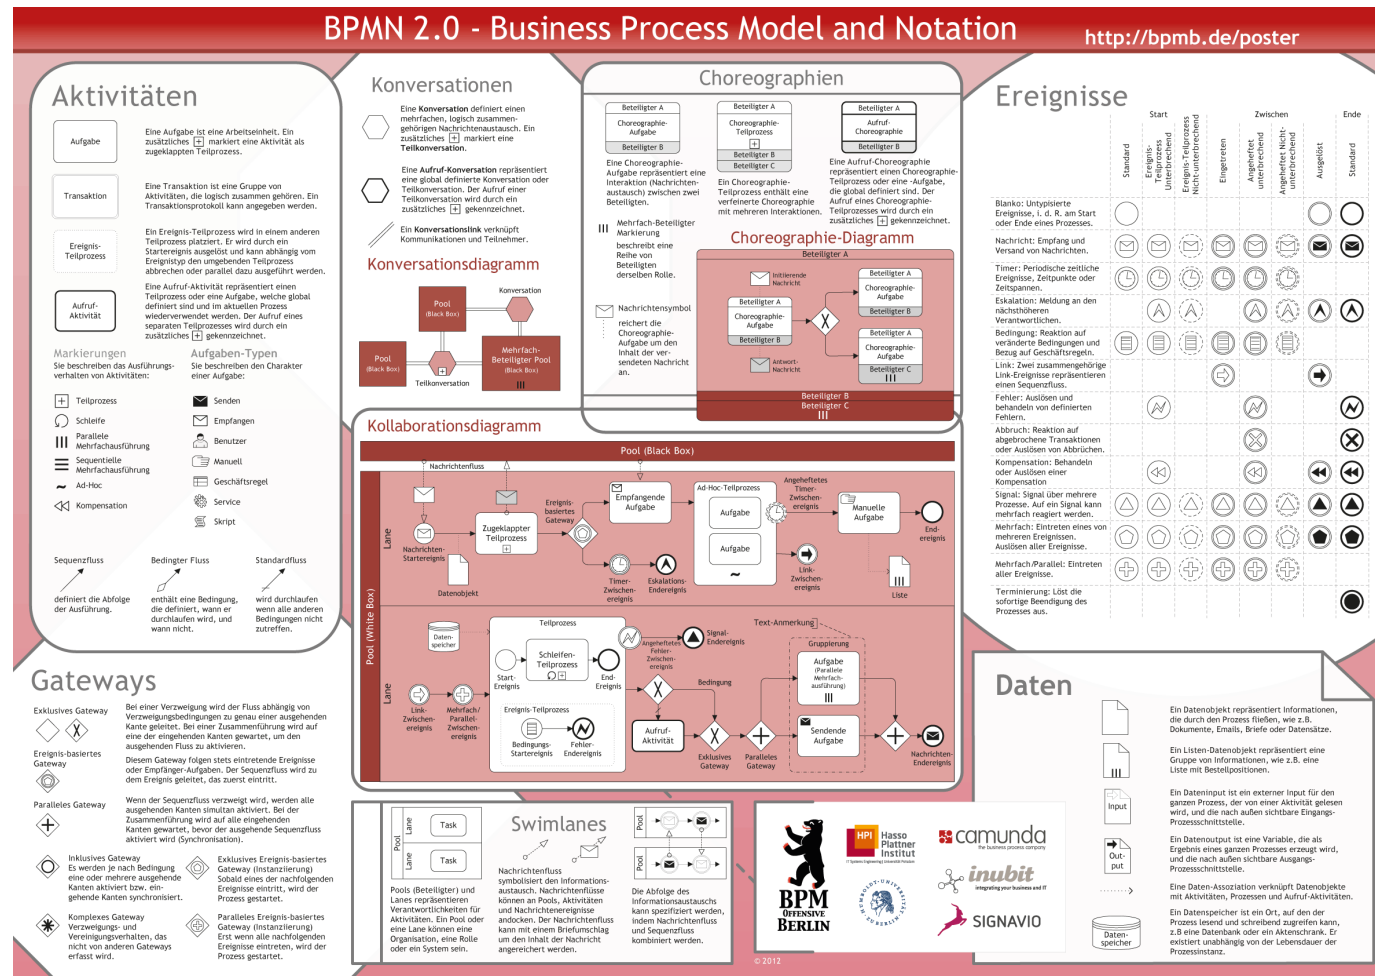 BPMN 2.0 - Business Process Model and Notation
http://bpmb.de/poster
Aktivitäten
Aufgabe
Eine Aufgabe ist eine Arbeitseinheit. Ein
zusätzliches + markiert eine Aktivität als
zugeklappten Teilprozess.
Transaktion
Eine Transaktion ist eine Gruppe von
Aktivitäten, die logisch zusammen gehören. Ein
Transaktionsprotokoll kann angegeben werden.
Ereignis-
Teilprozess
Ein Ereignis-Teilprozess wird in einem anderen
Teilprozess platziert. Er wird durch ein
Startereignis ausgelöst und kann abhängig vom
Ereignistyp den umgebenden Teilprozess
abbrechen oder parallel dazu ausgeführt werden.
Aufruf-
Aktivität
Eine Aufruf-Aktivität repräsentiert einen
Teilprozess oder eine Aufgabe, welche global
definiert sind und im aktuellen Prozess
wiederverwendet werden. Der Aufruf eines
separaten Teilprozesses wird durch ein
zusätzliches + gekennzeichnet.
Markierungen
Sie beschreiben das Ausführungs-
verhalten von Aktivitäten:
Teilprozess
Schleife
Parallele
Mehrfachausführung
Sequentielle
Mehrfachausführung
Ad-Hoc
Kompensation
Aufgaben-Typen
Sie beschreiben den Charakter
einer Aufgabe:
Senden
Empfangen
Benutzer
Manuell
Geschäftsregel
Service
Skript
Sequenzfluss
definiert die Abfolge
der Ausführung.
Bedingter Fluss
enthält eine Bedingung,
die definiert, wann er
durchlaufen wird, und
wann nicht.
Standardfluss
wird durchlaufen
wenn alle anderen
Bedingungen nicht
zutreffen.
Konversationen
Eine Konversation definiert einen
mehrfachen, logisch zusammen-
gehörigen Nachrichtenaustausch. Ein
zusätzliches + markiert eine
Teilkonversation.
Eine Aufruf-Konversation repräsentiert
eine global definierte Konversation oder
Teilkonversation. Der Aufruf einer
Teilkonversation wird durch ein
zusätzliches + gekennzeichnet.
Ein Konversationslink verknüpft
Kommunikationen und Teilnehmer.
Konversationsdiagramm
Konversation
Pool
(Black Box)
Pool
(Black Box)
Mehrfach-
Beteiligter Pool
(Black Box)
Teilkonversation
Choreographien
Beteiligter A
Choreographie-
Aufgabe
Beteiligter B
Eine Choreographie-
Aufgabe repräsentiert eine
Interaktion (Nachrichten-
austausch) zwischen zwei
Beteiligten.
Mehrfach-Beteiligter
Markierung
beschreibt eine
Reihe von
Beteiligten
derselben Rolle.
Nachrichtensymbol
reichert die
Choreographie-
Aufgabe um den
Inhalt der ver-
sendeten Nachricht
an.
Beteiligter A
Choreographie-
Teilprozess
Beteiligter B
Beteiligter C
Ein Choreographie-
Teilprozess enthält eine
verfeinerte Choreographie
mit mehreren Interaktionen.
Beteiligter A
Aufruf-
Choreographie
Beteiligter B
Eine Aufruf-Choreographie
repräsentiert einen Choreographie-
Teilprozess oder eine -Aufgabe,
die global definiert sind. Der
Aufruf eines Choreographie-
Teilprozesses wird durch ein
zusätzliches + gekennzeichnet.
Choreographie-Diagramm
Beteiligter A
Initiierende
Nachricht
Beteiligter A
Choreographie-
Aufgabe
Beteiligter B
Antwort-
Nachricht
Beteiligter A
Choreographie-
Aufgabe
Beteiligter B
Beteiligter A
Choreographie-
Aufgabe
Beteiligter C
Beteiligter B
Beteiligter C
Ereignisse
Start
Zwischen
Ende
Standard
Ereignis-
Teilprozess
Unterbrechend
Ereignis-Teilprozess
Nicht-unterbrechend
Eingetreten
Angeheftet
unterbrechend
Angeheftet Nicht-
unterbrechend
Ausgelöst
Standard
Blanko: Untypisierte
Ereignisse, i. d. R. am Start
oder Ende eines Prozesses.
Nachricht: Empfang und
Versand von Nachrichten.
Timer: Periodische zeitliche
Ereignisse, Zeitpunkte oder
Zeitspannen.
Eskalation: Meldung an den
nächsthöheren
Verantwortlichen.
Bedingung: Reaktion auf
veränderte Bedingungen und
Bezug auf Geschäftsregeln.
Link: Zwei zusammengehörige
Link-Ereignisse repräsentieren
einen Sequenzfluss.
Fehler: Auslösen und
behandeln von definierten
Fehlern.
Abbruch: Reaktion auf
abgebrochene Transaktionen
oder Auslösen von Abbrüchen.
Kompensation: Behandeln
oder Auslösen einer
Kompensation
Signal: Signal über mehrere
Prozesse. Auf ein Signal kann
mehrfach reagiert werden.
Mehrfach: Eintreten eines von
mehreren Ereignissen.
Auslösen aller Ereignisse.
Mehrfach/Parallel: Eintreten
aller Ereignisse.
Terminierung: Löst die
sofortige Beendigung des
Prozesses aus.
Kollaborationsdiagramm
Pool (Black Box)
Nachrichtenfluss
Pool (White Box)
Lane
Nachrichten-
Startereignis
Zugeklappter
Teilprozess
Datenobjekt
Ereignis-
basiertes
Gateway
Empfangende
Aufgabe
Timer-
Zwischen-
ereignis
Eskalations-
Endereignis
Ad-Hoc-Teilprozess
Aufgabe
Aufgabe
Angeheftetes
Timer-
Zwischen-
ereignis
Link-
Zwischen-
ereignis
Manuelle
Aufgabe
Liste
End-
ereignis
Lane
Daten-
speicher
Link-
Zwischen-
ereignis
Mehrfach/
Parallel-
Zwischen-
ereignis
Teilprozess
Start-
Ereignis
Schleifen-
Teilprozess
End-
Ereignis
Ereignis-Teilprozess
Bedingungs-
Startereignis
Fehler-
Endereignis
Angeheftetes
Fehler-
Zwischen-
ereignis
Signal-
Endereignis
Bedingung
Aufruf-
Aktivität
Exklusives
Gateway
Paralleles
Gateway
Text-Anmerkung
Gruppierung
Aufgabe
(Parallele
Mehrfach-
ausführung)
Sendende
Aufgabe
Nachrichten-
Endereignis
Gateways
Exklusives Gateway
Bei einer Verzweigung wird der Fluss abhängig von
Verzweigungsbedingungen zu genau einer ausgehenden
Kante geleitet. Bei einer Zusammenführung wird auf
eine der eingehenden Kanten gewartet, um den
ausgehenden Fluss zu aktivieren.
Ereignis-basiertes
Gateway
Diesem Gateway folgen stets eintretende Ereignisse
oder Empfänger-Aufgaben. Der Sequenzfluss wird zu
dem Ereignis geleitet, das zuerst eintritt.
Paralleles Gateway
Wenn der Sequenzfluss verzweigt wird, werden alle
ausgehenden Kanten simultan aktiviert. Bei der
Zusammenführung wird auf alle eingehenden
Kanten gewartet, bevor der ausgehende Sequenzfluss
aktiviert wird (Synchronisation).
Inklusives Gateway
Es werden je nach Bedingung
eine oder mehrere ausgehende
Kanten aktiviert bzw. ein-
gehende Kanten synchronisiert.
Exklusives Ereignis-basiertes
Gateway (Instanziierung)
Sobald eines der nachfolgenden
Ereignisse eintritt, wird der
Prozess gestartet.
Komplexes Gateway
Verzweigungs- und
Vereinigungsverhalten, das
nicht von anderen Gateways
erfasst wird.
Paralleles Ereignis-basiertes
Gateway (Instanziierung)
Erst wenn alle nachfolgenden
Ereignisse eintreten, wird der
Prozess gestartet.
Swimlanes
Pool
Lane
Task
Lane
Task
Pools (Beteiligter) und
Lanes repräsentieren
Verantwortlichkeiten für
Aktivitäten. Ein Pool oder
eine Lane können eine
Organisation, eine Rolle
oder ein System sein.
Nachrichtenfluss
symbolisiert den Informations-
austausch. Nachrichtenflüsse
können an Pools, Aktivitäten
und Nachrichtenereignisse
andocken. Der Nachrichtenfluss
kann mit einem Briefumschlag
um den Inhalt der Nachricht
angereichert werden.
Pool
Pool
Die Abfolge des
Informationsaustauschs
kann spezifiziert werden,
indem Nachrichtenfluss
und Sequenzfluss
kombiniert werden.
BPM
OFFENSIVE
BERLIN
HPI
Hasso
Plattner
Institut
IT Systems Engineering | Universität Potsdam
HUMBOLDT-UNIVERSITÄT
ZU BERLIN
camunda
the business process company
inubit
integrating your business and IT
SIGNAVIO
© 2012
Daten
Ein Datenobjekt repräsentiert Informationen,
die durch den Prozess fließen, wie z.B.
Dokumente, Emails, Briefe oder Datensätze.
Ein Listen-Datenobjekt repräsentiert eine
Gruppe von Informationen, wie z.B. eine
Liste mit Bestellpositionen.
Input
Ein Dateninput ist ein externer Input für den
ganzen Prozess, der von einer Aktivität gelesen
wird, und die nach außen sichtbare Eingangs-
Prozessschnittstelle.
Out-
put
Ein Datenoutput ist eine Variable, die als
Ergebnis eines ganzen Prozesses erzeugt wird,
und die nach außen sichtbare Ausgangs-
Prozessschnittstelle.
Eine Daten-Assoziation verknüpft Datenobjekte
mit Aktivitäten, Prozessen und Aufruf-Aktivitäten.
Daten-
speicher
Ein Datenspeicher ist ein Ort, auf den der
Prozess lesend und schreibend zugreifen kann,
z.B eine Datenbank oder ein Aktenschrank. Er
existiert unabhängig von der Lebensdauer der
Prozessinstanz.